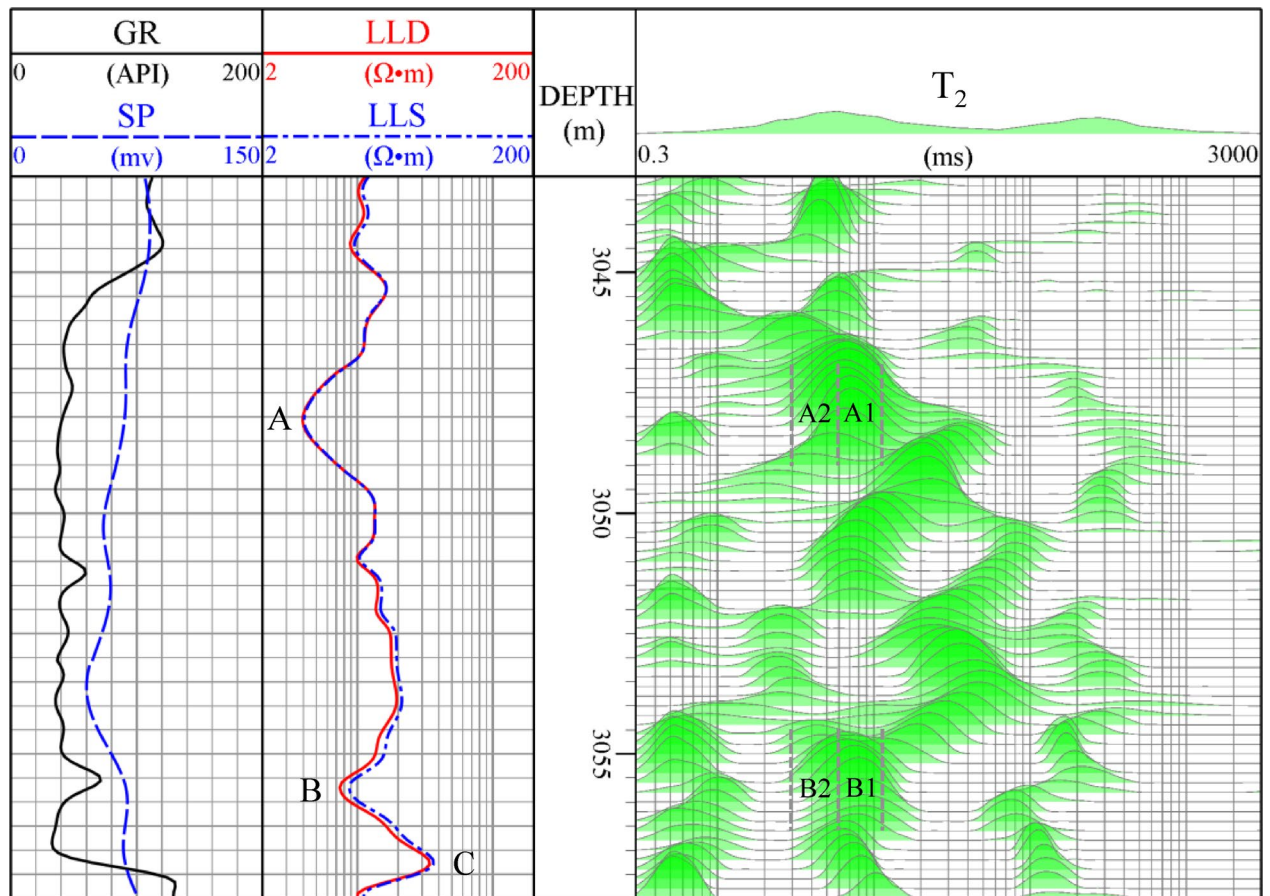 GR
0 (API) 200
SP
0 (mv) 150
LLD
2 (Ω•m) 200
LLS
2 (Ω•m) 200
DEPTH
(m)
T2
0.3 (ms) 3000
3045
3050
3055
A
B
C
A2 A1
B2 B1